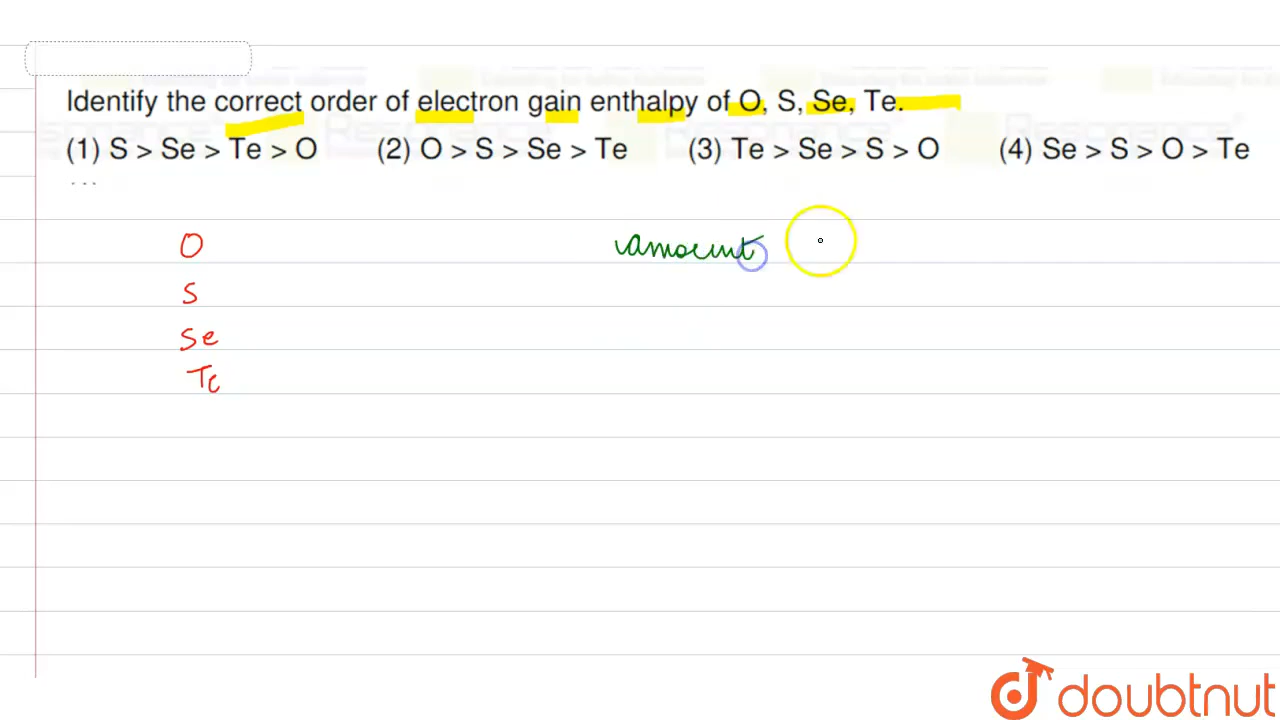 Identify the correct order of electron gain enthalpy of O, S, Se, Te.
(1) S > Se > Te > O (2) O > S > Se > Te (3) Te > Se > S > O (4) Se > S > O > Te
O
amount
S
Se
Te
doubtnut